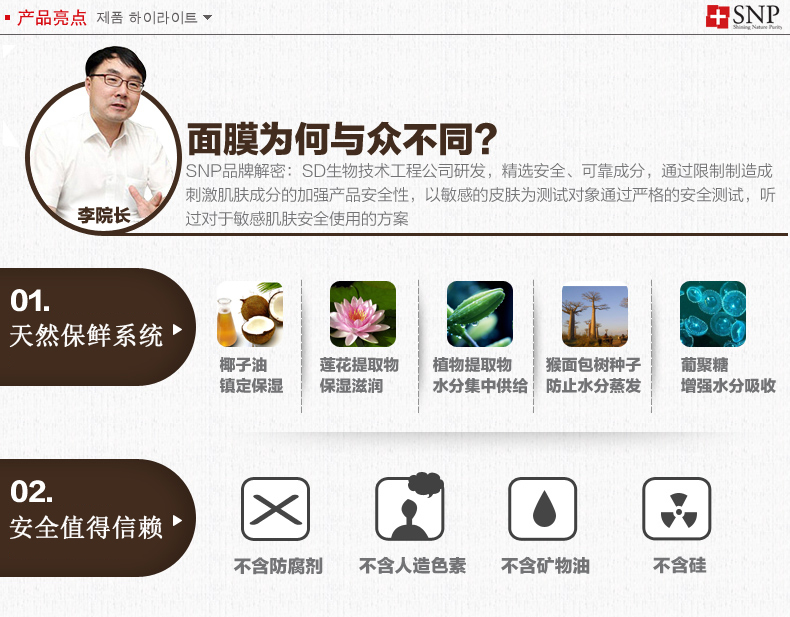 产品亮点 제품 하이라이트
SNP
Shining Nature Purity
面膜为何与众不同?
SNP品牌解密：SD生物技术工程公司研发，精选安全、可靠成分，通过限制制造成
刺激肌肤成分的加强产品安全性，以敏感的皮肤为测试对象通过严格的安全测试，听
过对于敏感肌肤安全使用的方案
李院长
01.
天然保鲜系统
椰子油
镇定保湿
莲花提取物
保湿滋润
植物提取物
水分集中供给
猴面包树种子
防止水分蒸发
葡聚糖
增强水分吸收
02.
安全值得信赖
不含防腐剂
不含人造色素
不含矿物油
不含硅